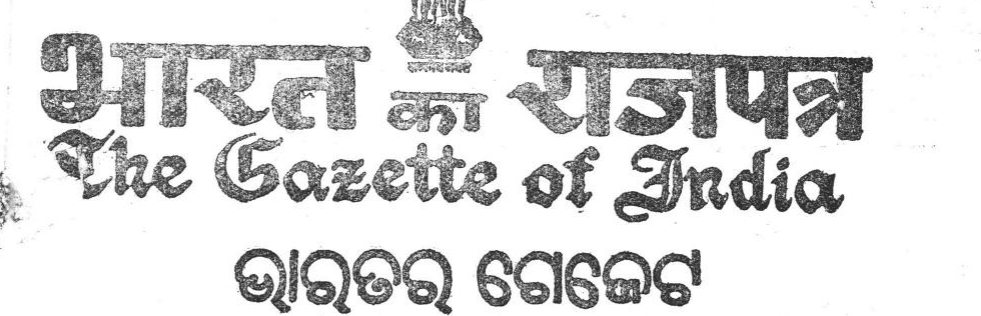 भारत का राजपत्र
The Gazette of India
ଭାରତର ଗେଜେଟ